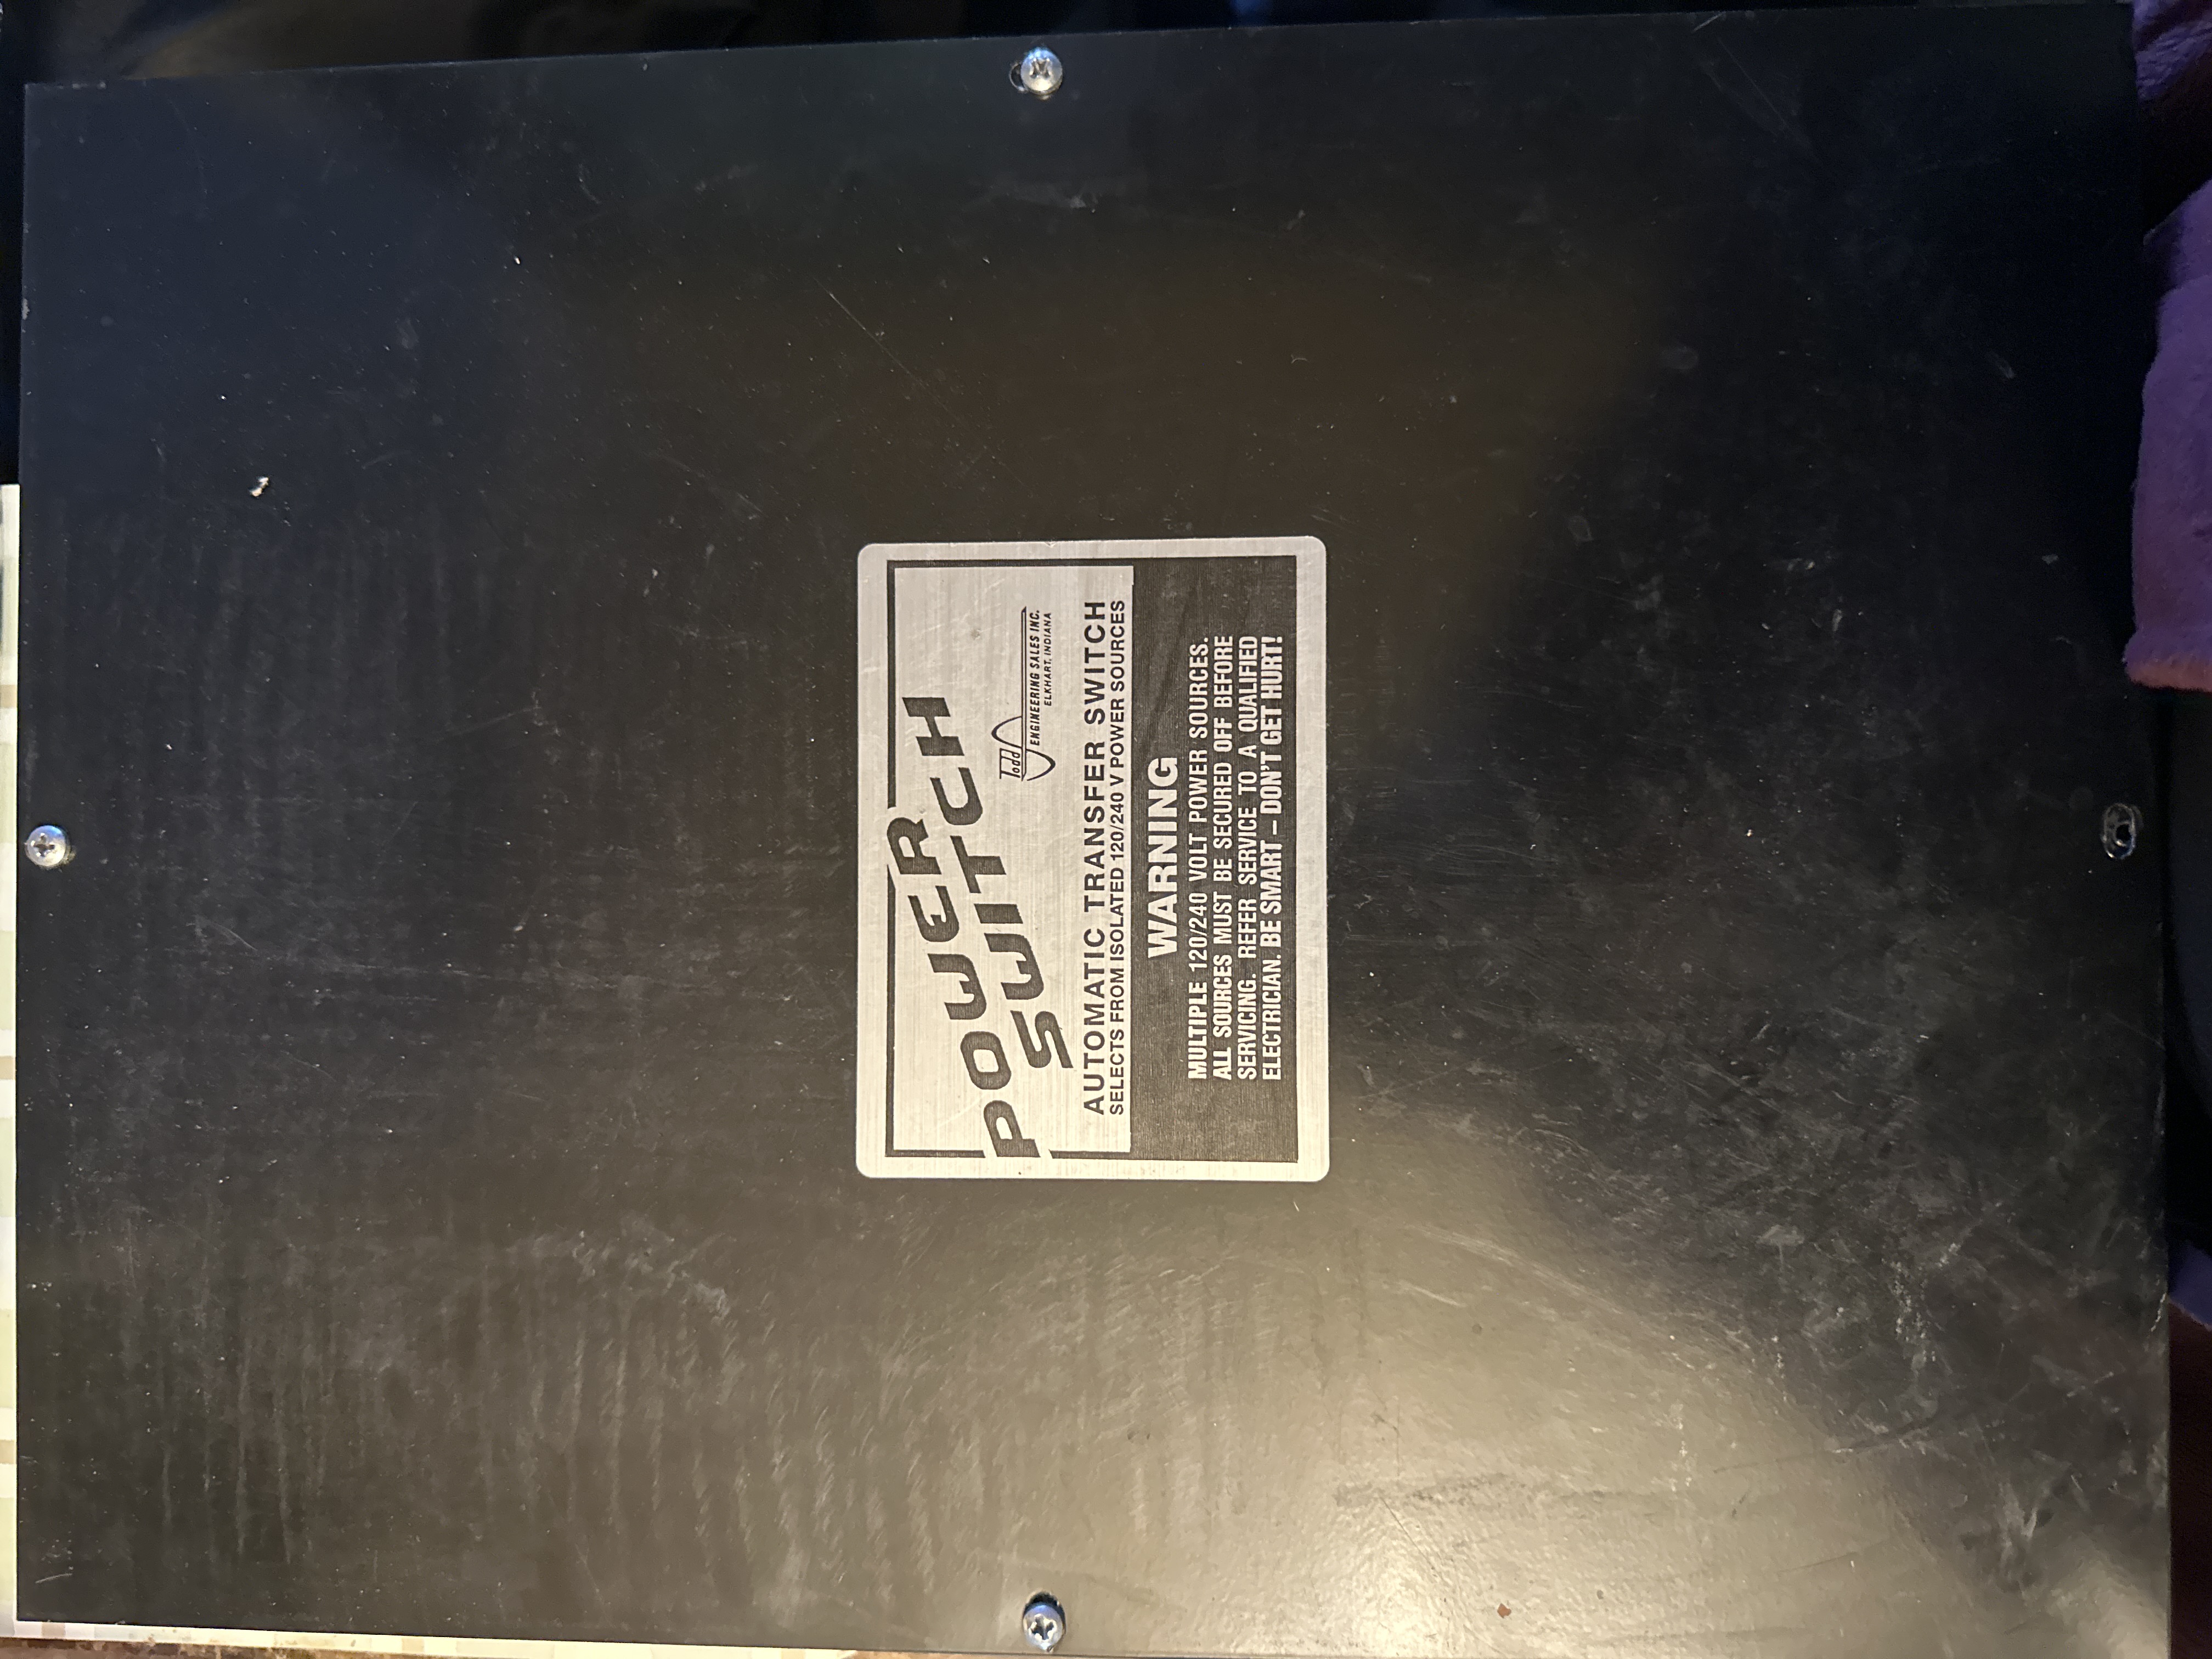 POWER
SWITCH
Todd
ENGINEERING SALES INC.
ELKHART, INDIANA
AUTOMATIC TRANSFER SWITCH
SELECTS FROM ISOLATED 120/240 V POWER SOURCES
WARNING
MULTIPLE 120/240 VOLT POWER SOURCES.
ALL SOURCES MUST BE SECURED OFF BEFORE
SERVICING. REFER SERVICE TO A QUALIFIED
ELECTRICIAN. BE SMART – DON'T GET HURT!